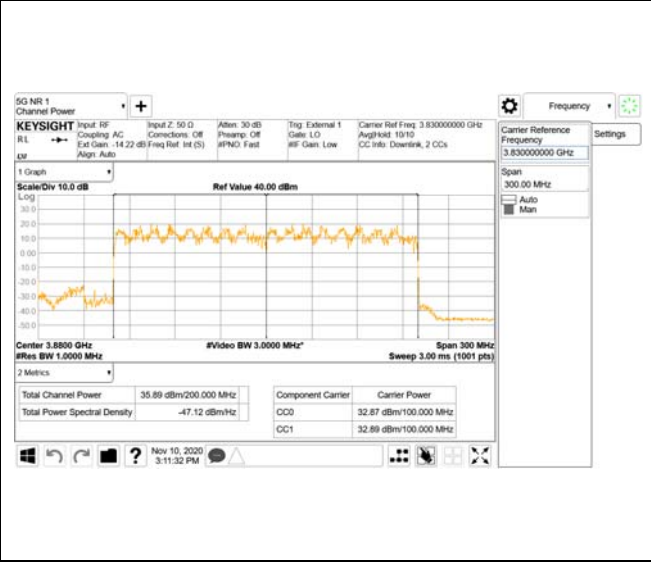 5G NR 1
Channel Power
Frequency
KEYSIGHT
RL
Input: RF
Coupling: AC
Ext Gain: -14.22 dB
Align: Auto
Input Z: 50 Ω
Corrections: Off
Freq Ref: Int (S)
Atten: 30 dB
Preamp: Off
#PNO: Fast
Trig: External 1
Gate: LO
#IF Gain: Low
Carrier Ref Freq: 3.830000000 GHz
Avg|Hold: 10/10
CC Info: Downlink, 2 CCs
Carrier Reference
Frequency
3.830000000 GHz
Settings
Span
300.00 MHz
Auto
Man
1 Graph
Scale/Div 10.0 dB
Ref Value 40.00 dBm
Log
30.0
20.0
10.0
0.00
-10.0
-20.0
-30.0
-40.0
-50.0
Center 3.8800 GHz
#Video BW 3.0000 MHz*
Span 300 MHz
#Res BW 1.0000 MHz
Sweep 3.00 ms (1001 pts)
2 Metrics
Total Channel Power
35.89 dBm/200.000 MHz
Total Power Spectral Density
-47.12 dBm/Hz
Component Carrier
Carrier Power
CC0
32.87 dBm/100.000 MHz
CC1
32.89 dBm/100.000 MHz
?
Nov 10, 2020
3:11:32 PM